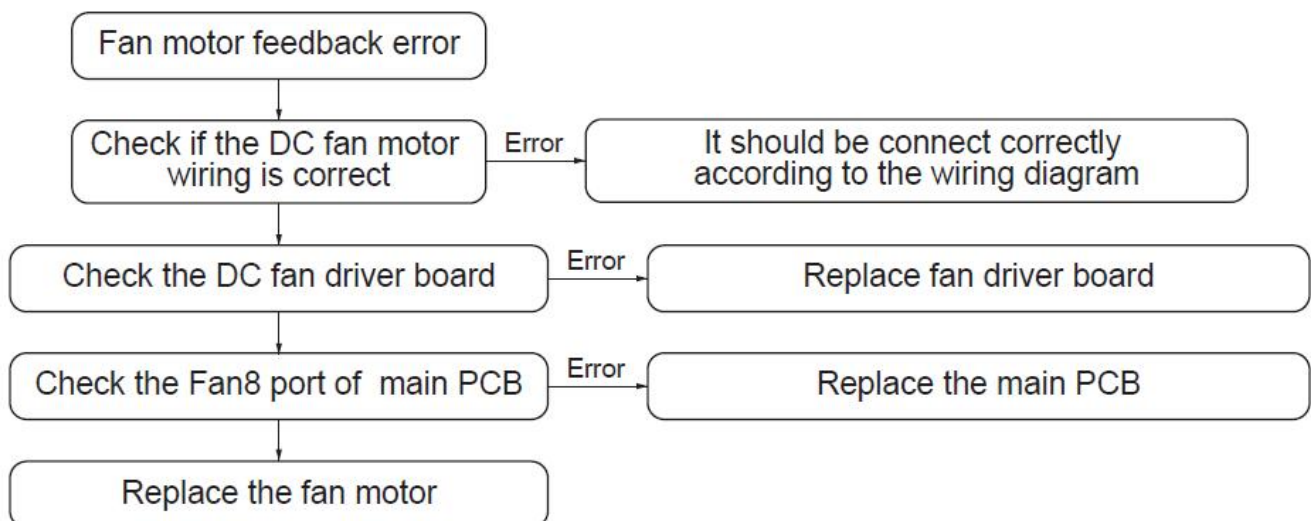 Fan motor feedback error
Check if the DC fan motor
wiring is correct
Error
It should be connect correctly
according to the wiring diagram
Check the DC fan driver board
Error
Replace fan driver board
Check the Fan8 port of main PCB
Error
Replace the main PCB
Replace the fan motor